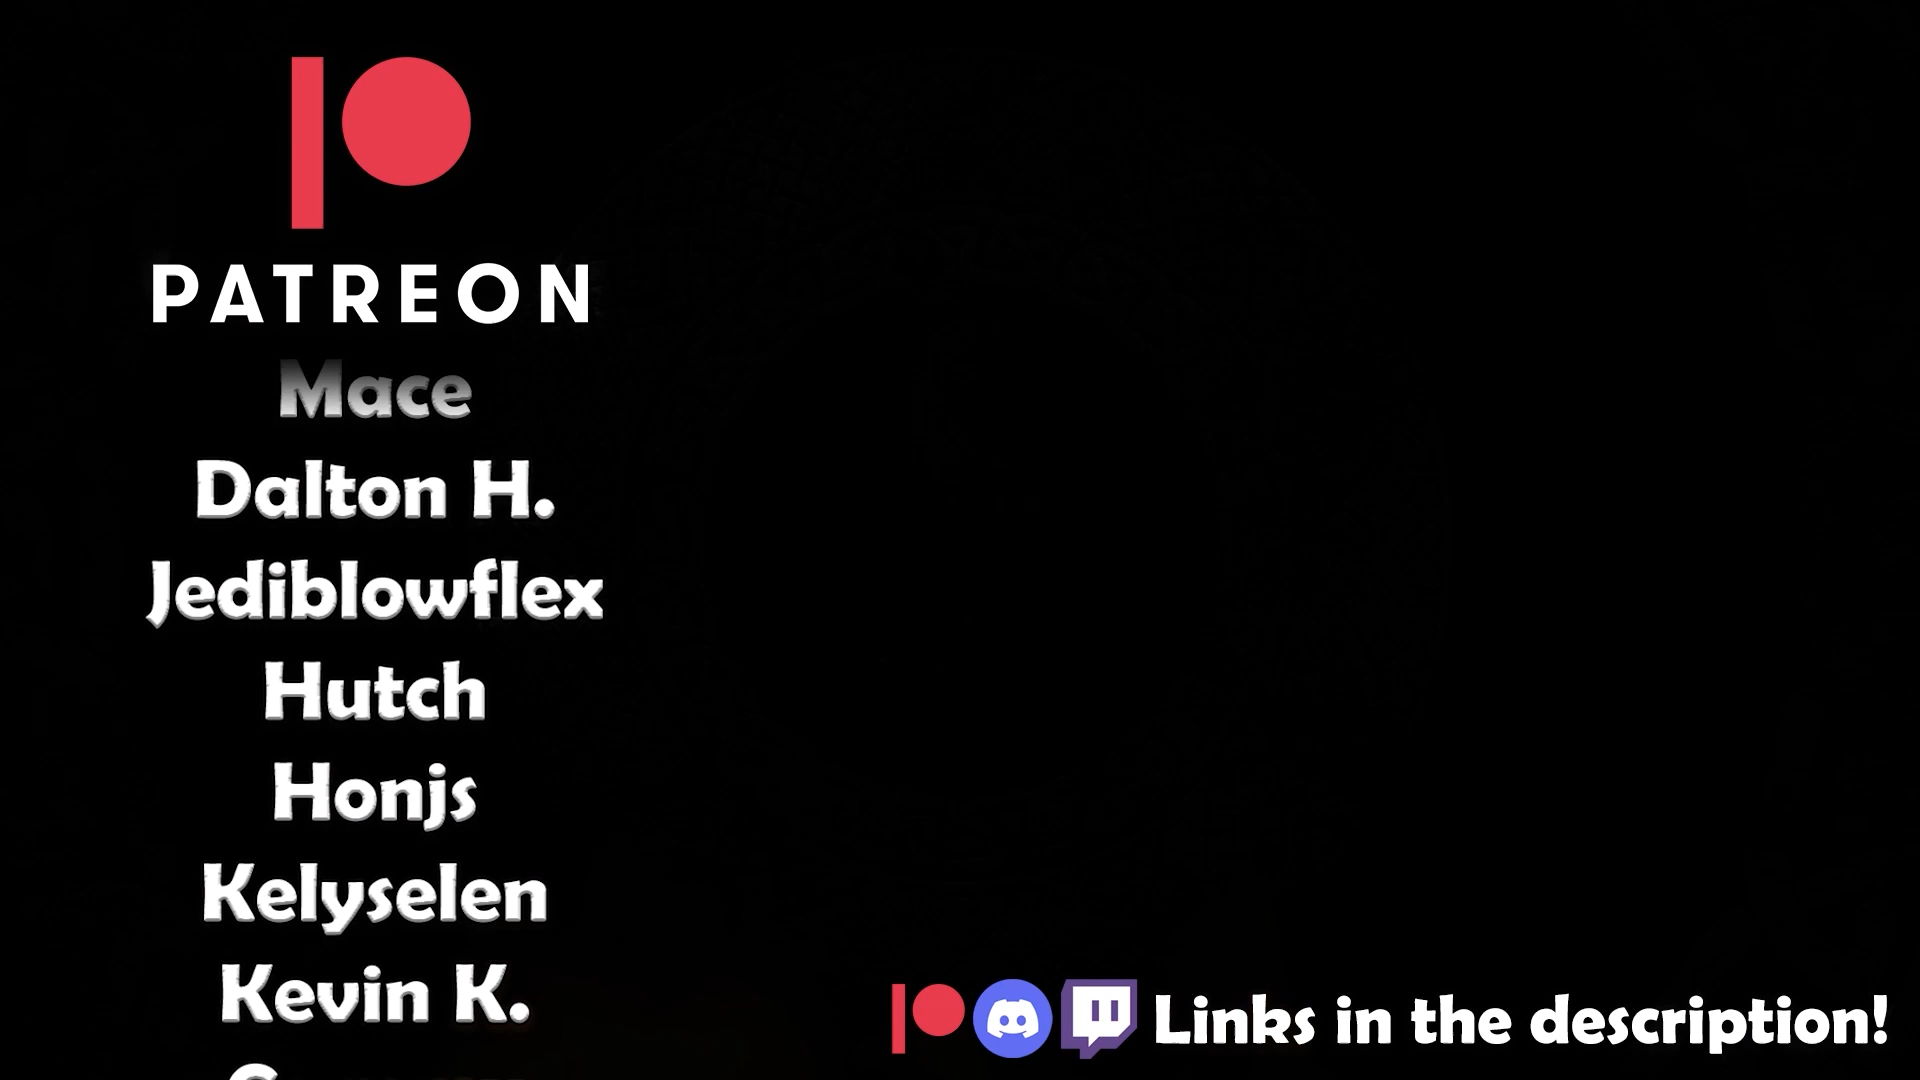 PATREON
Mace
Dalton H.
Jediblowflex
Hutch
Honjs
Kelyselen
Kevin K.
Links in the description!